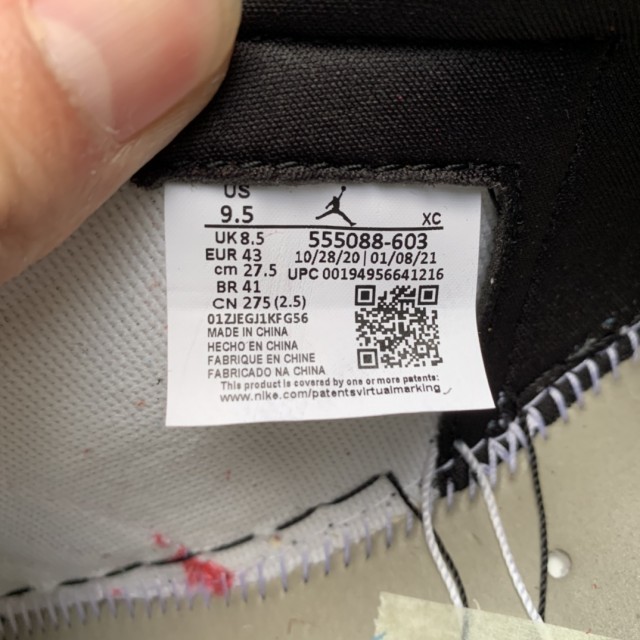 US
9.5
XC
UK 8.5
555088-603
EUR 43
10/28/20 | 01/08/21
cm 27.5
UPC 00194956641216
BR 41
CN 275 (2.5)
01ZJEGJ1KFG56
MADE IN CHINA
HECHO EN CHINA
FABRIQUE EN CHINE
FABRICADO NA CHINA
This product is covered by one or more patents:
www.nike.com/patentsvirtualmarking